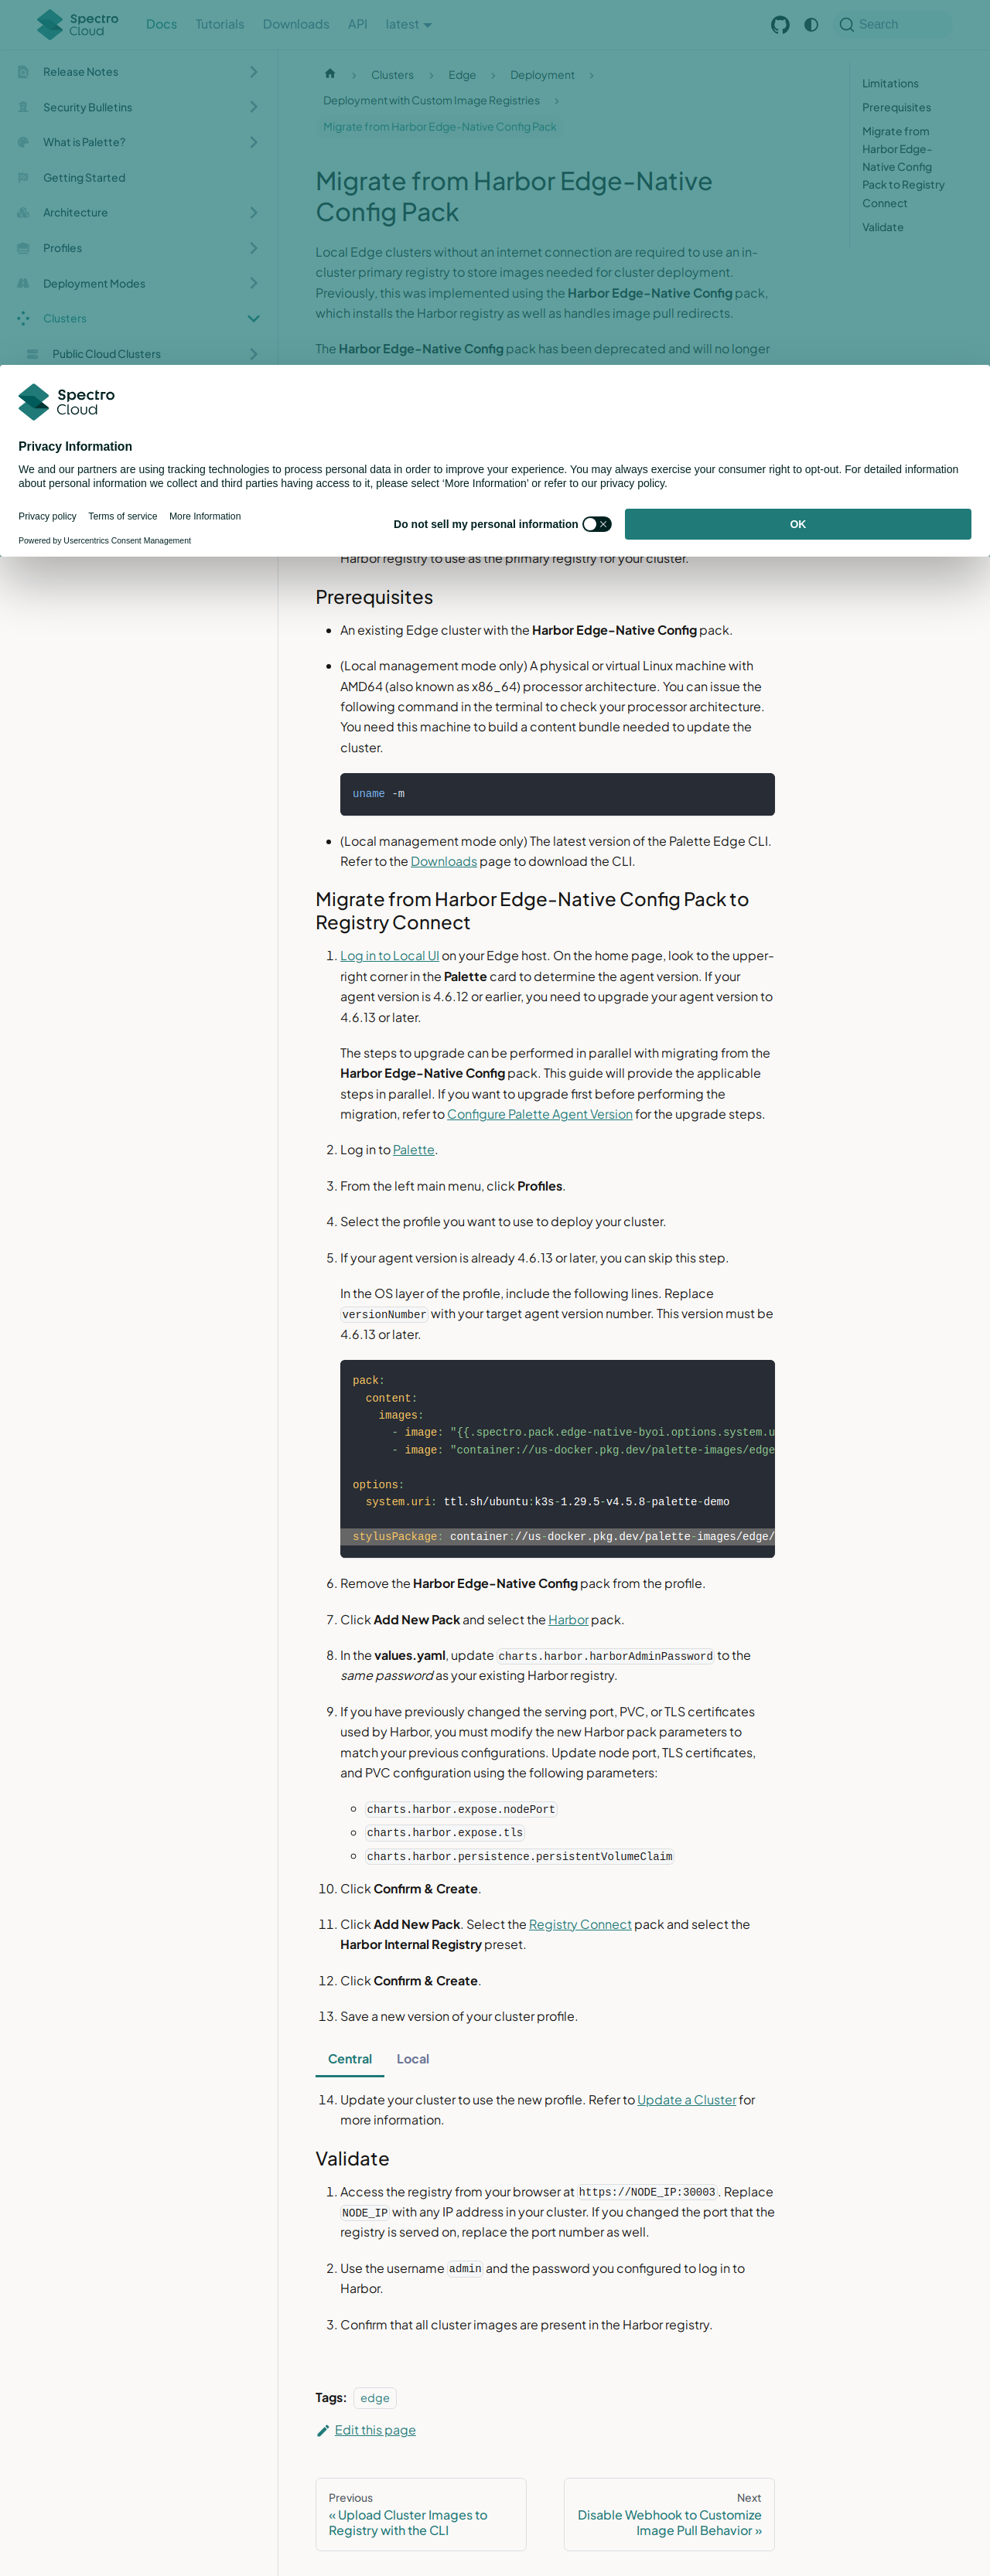 Spectro Cloud
Docs
Tutorials
Downloads
API
latest
Search
Release Notes
Security Bulletins
What is Palette?
Getting Started
Architecture
Profiles
Deployment Modes
Clusters
Public Cloud Clusters
Clusters
Edge
Deployment
Deployment with Custom Image Registries
Migrate from Harbor Edge-Native Config Pack
Limitations
Prerequisites
Migrate from
Harbor Edge-
Native Config
Pack to Registry
Connect
Validate
Migrate from Harbor Edge-Native
Config Pack
Local Edge clusters without an internet connection are required to use an in-
cluster primary registry to store images needed for cluster deployment.
Previously, this was implemented using the Harbor Edge-Native Config pack,
which installs the Harbor registry as well as handles image pull redirects.
The Harbor Edge-Native Config pack has been deprecated and will no longer
Spectro
Cloud
Privacy Information
We and our partners are using tracking technologies to process personal data in order to improve your experience. You may always exercise your consumer right to opt-out. For detailed information
about personal information we collect and third parties having access to it, please select ‘More Information’ or refer to our privacy policy.
Privacy policy
Terms of service
More Information
Powered by Usercentrics Consent Management
Do not sell my personal information
OK
Harbor registry to use as the primary registry for your cluster.
Prerequisites
• An existing Edge cluster with the Harbor Edge-Native Config pack.
• (Local management mode only) A physical or virtual Linux machine with
AMD64 (also known as x86_64) processor architecture. You can issue the
following command in the terminal to check your processor architecture.
You need this machine to build a content bundle needed to update the
cluster.
uname -m
• (Local management mode only) The latest version of the Palette Edge CLI.
Refer to the Downloads page to download the CLI.
Migrate from Harbor Edge-Native Config Pack to
Registry Connect
1. Log in to Local UI on your Edge host. On the home page, look to the upper-
right corner in the Palette card to determine the agent version. If your
agent version is 4.6.12 or earlier, you need to upgrade your agent version to
4.6.13 or later.
The steps to upgrade can be performed in parallel with migrating from the
Harbor Edge-Native Config pack. This guide will provide the applicable
steps in parallel. If you want to upgrade first before performing the
migration, refer to Configure Palette Agent Version for the upgrade steps.
2. Log in to Palette.
3. From the left main menu, click Profiles.
4. Select the profile you want to use to deploy your cluster.
5. If your agent version is already 4.6.13 or later, you can skip this step.
In the OS layer of the profile, include the following lines. Replace
versionNumber with your target agent version number. This version must be
4.6.13 or later.
pack:
content:
images:
- image: "{{.spectro.pack.edge-native-byoi.options.system.u
- image: "container://us-docker.pkg.dev/palette-images/edge
options:
system.uri: ttl.sh/ubuntu:k3s-1.29.5-v4.5.8-palette-demo
stylusPackage: container://us-docker.pkg.dev/palette-images/edge/
6. Remove the Harbor Edge-Native Config pack from the profile.
7. Click Add New Pack and select the Harbor pack.
8. In the values.yaml, update charts.harbor.harborAdminPassword to the
same password as your existing Harbor registry.
9. If you have previously changed the serving port, PVC, or TLS certificates
used by Harbor, you must modify the new Harbor pack parameters to
match your previous configurations. Update node port, TLS certificates,
and PVC configuration using the following parameters:
charts.harbor.expose.nodePort
charts.harbor.expose.tls
charts.harbor.persistence.persistentVolumeClaim
10. Click Confirm & Create.
11. Click Add New Pack. Select the Registry Connect pack and select the
Harbor Internal Registry preset.
12. Click Confirm & Create.
13. Save a new version of your cluster profile.
Central
Local
14. Update your cluster to use the new profile. Refer to Update a Cluster for
more information.
Validate
1. Access the registry from your browser at https://NODE_IP:30003. Replace
NODE_IP with any IP address in your cluster. If you changed the port that the
registry is served on, replace the port number as well.
2. Use the username admin and the password you configured to log in to
Harbor.
3. Confirm that all cluster images are present in the Harbor registry.
Tags: edge
Edit this page
Previous
« Upload Cluster Images to
Registry with the CLI
Next
Disable Webhook to Customize
Image Pull Behavior »